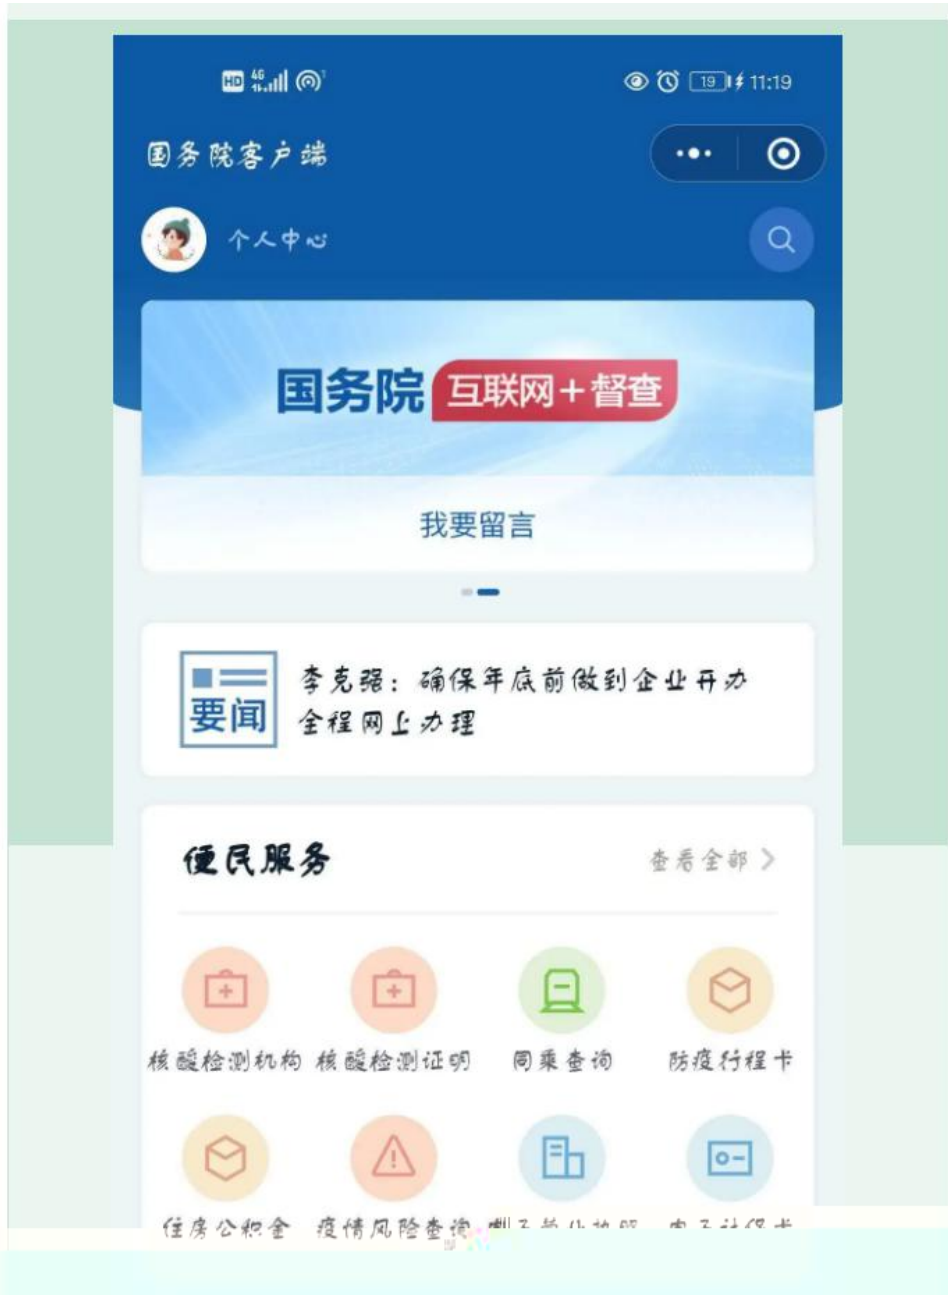 HD 4G 19 11:19
国务院客户端
个人中心
国务院 互联网+督查
我要留言
要闻
李克强：确保年底前做到企业开办
全程网上办理
便民服务 查看全部
核酸检测机构 核酸检测证明 同乘查询 防疫行程卡
住房公积金 疫情风险查询